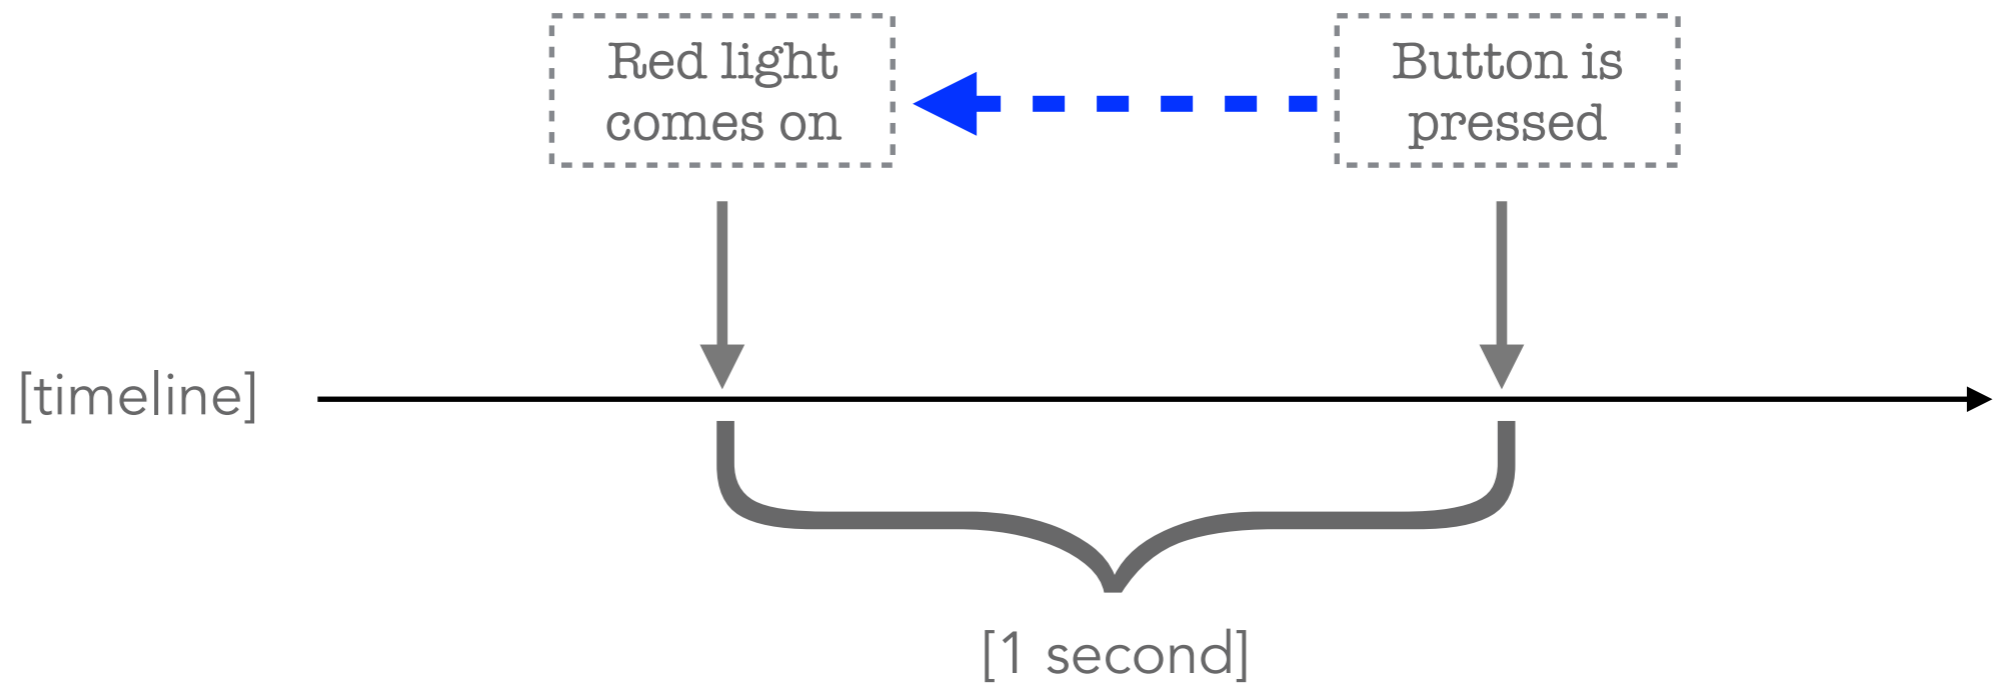 Red light
comes on
Button is
pressed
[timeline]
[1 second]